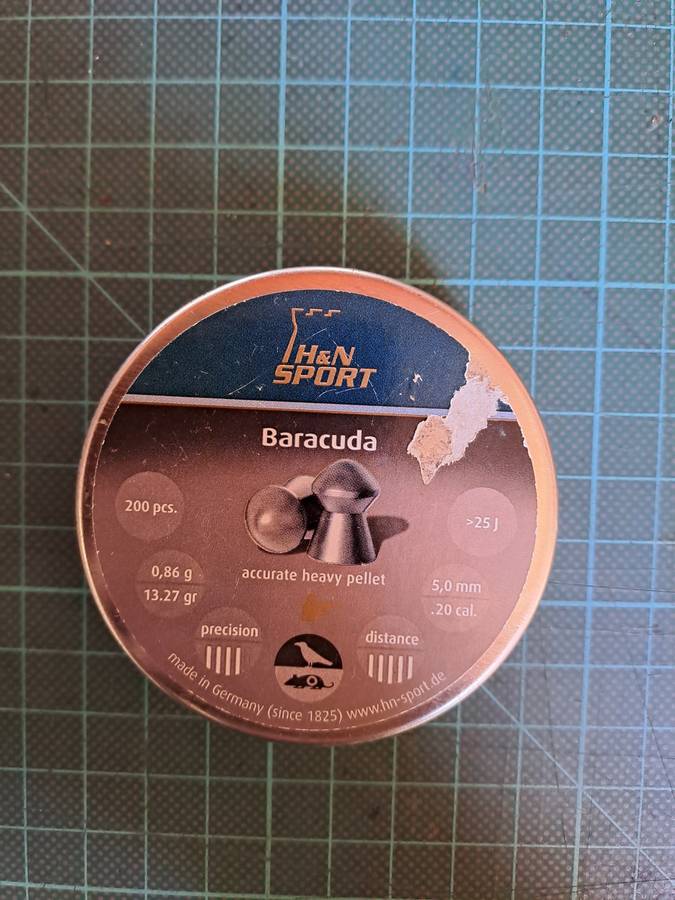 H&N
SPORT
Baracuda
200 pcs.
>25 J
accurate heavy pellet
0,86 g
13.27 gr
5,0 mm
.20 cal.
precision
distance
made in Germany (since 1825) www.hn-sport.de